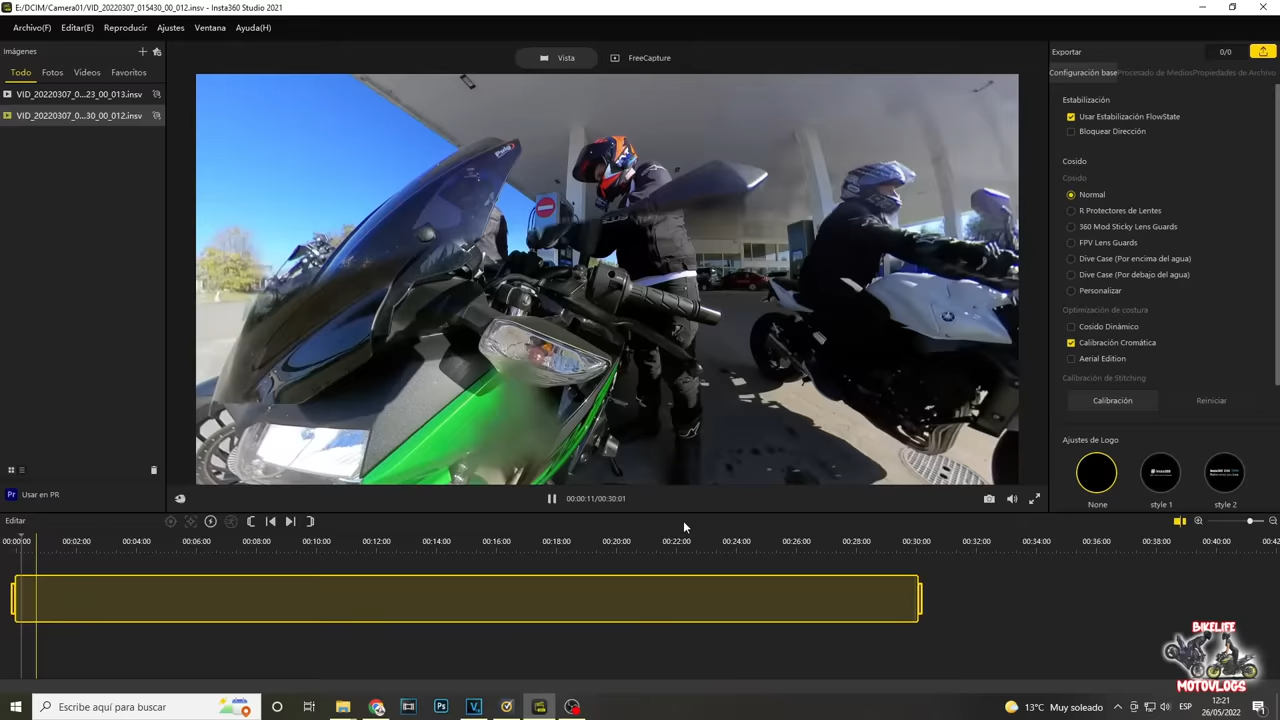 E:/DCIM/Camera01/VID_20220307_015430_00_012.insv - Insta360 Studio 2021
Archivo(F) Editar(E) Reproducir Ajustes Ventana Ayuda(H)
Imágenes
Todo Fotos Vídeos Favoritos
VID_20220307_0...23_00_013.insv
VID_20220307_0...30_00_012.insv
Vista FreeCapture
Puig
Exportar 0/0
Configuración base Procesado de Medios Propiedades de Archivo
Estabilización
Usar Estabilización FlowState
Bloquear Dirección
Cosido
Cosido
Normal
R Protectores de Lentes
360 Mod Sticky Lens Guards
FPV Lens Guards
Dive Case (Por encima del agua)
Dive Case (Por debajo del agua)
Personalizar
Optimización de costura
Cosido Dinámico
Calibración Cromática
Aerial Edition
Calibración de Stitching
Calibración Reiniciar
Ajustes de Logo
None style 1 style 2
Pr Usar en PR
00:00:11/00:30:01
Editar
00:00:00 00:02:00 00:04:00 00:06:00 00:08:00 00:10:00 00:12:00 00:14:00 00:16:00 00:18:00 00:20:00 00:22:00 00:24:00 00:26:00 00:28:00 00:30:00 00:32:00 00:34:00 00:36:00 00:38:00 00:40:00 00:42
BIKELIFE
MOTOVLOGS
Escribe aquí para buscar
13°C Muy soleado
ESP
12:21
26/05/2022